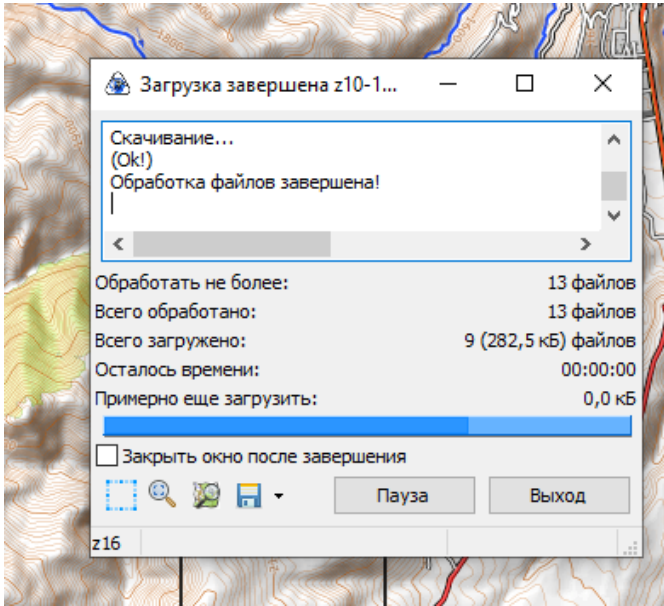 Загрузка завершена z10-1...
Скачивание...
(Ok!)
Обработка файлов завершена!
Обработать не более: 13 файлов
Всего обработано: 13 файлов
Всего загружено: 9 (282,5 кБ) файлов
Осталось времени: 00:00:00
Примерно еще загрузить: 0,0 кБ
Закрыть окно после завершения
Пауза Выход
z16